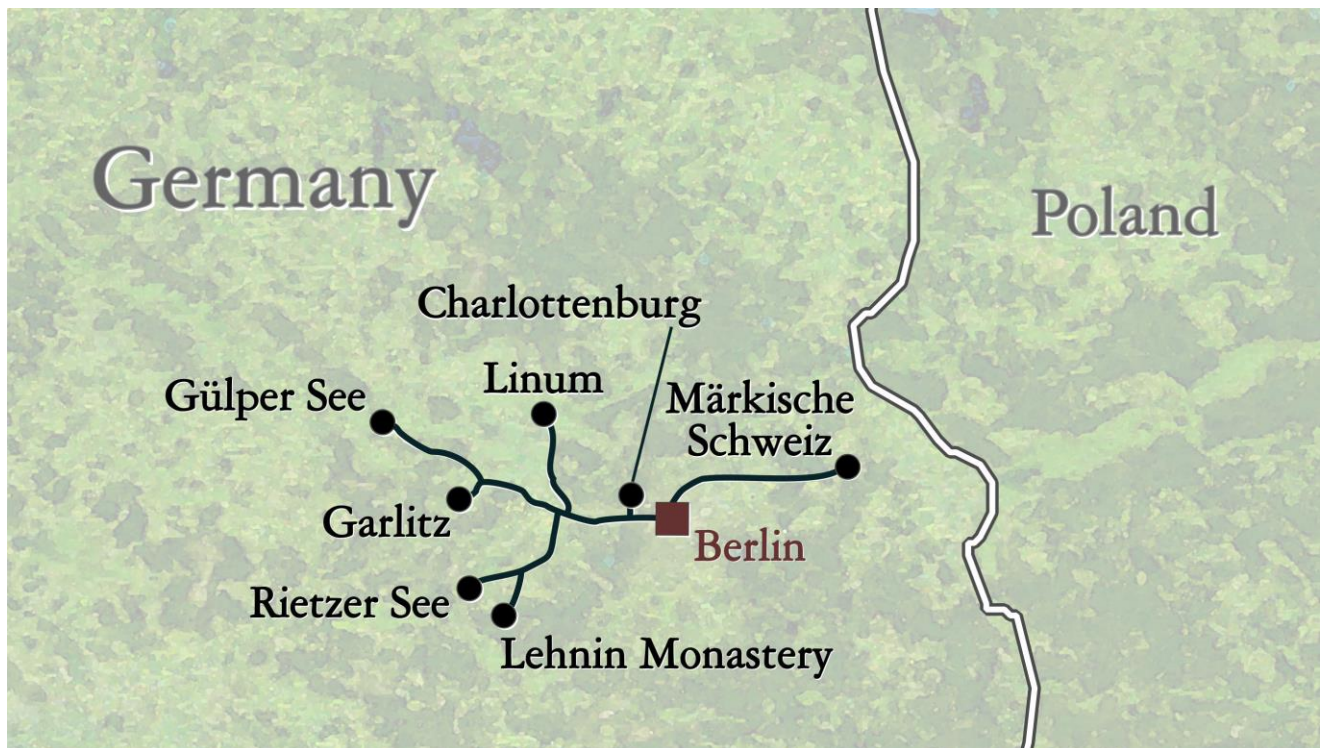 Germany
Poland
Charlottenburg
Linum
Gülper See
Märkische
Schweiz
Garlitz
Berlin
Rietzer See
Lehnin Monastery